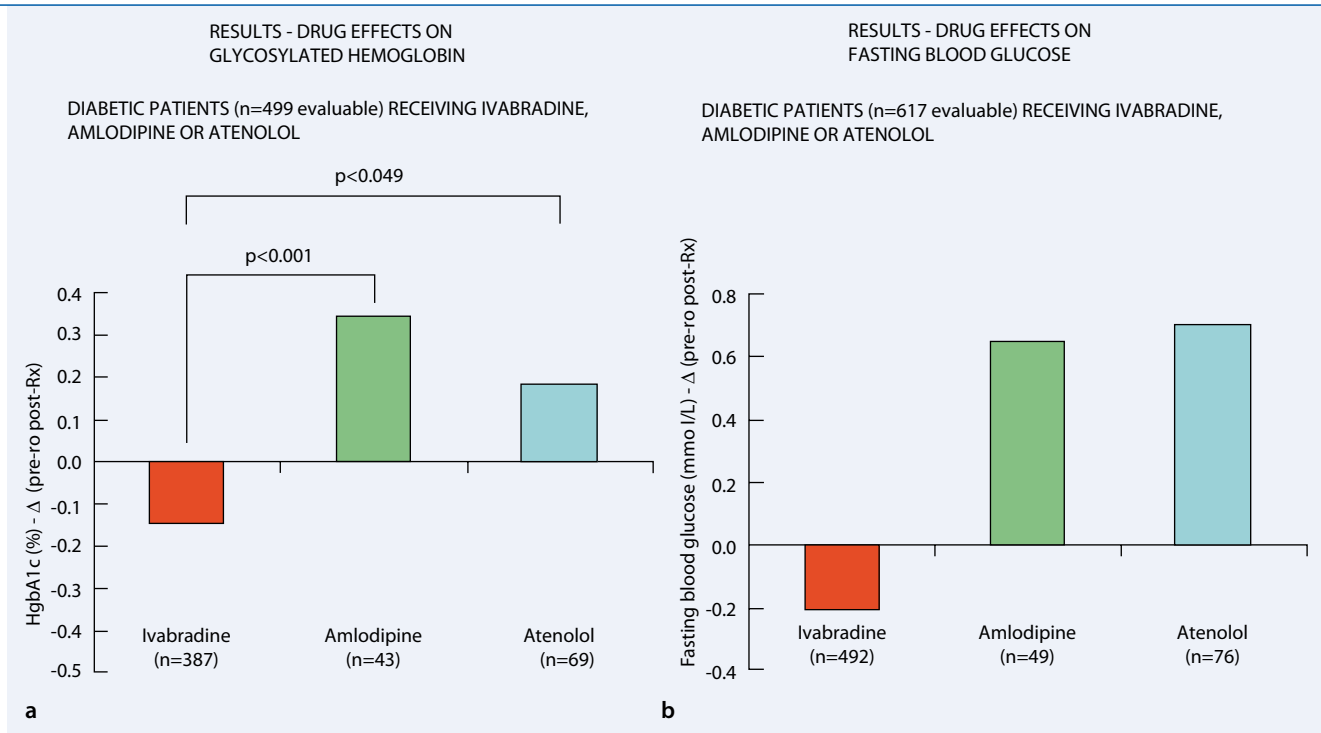 RESULTS - DRUG EFFECTS ON
GLYCOSYLATED HEMOGLOBIN
DIABETIC PATIENTS (n=499 evaluable) RECEIVING IVABRADINE,
AMLODIPINE OR ATENOLOL
p<0.049
p<0.001
HgbA1c (%) - Δ (pre-ro post-Rx)
0.4
0.3
0.2
0.1
0.0
-0.1
-0.2
-0.3
-0.4
-0.5
Ivabradine
(n=387)
Amlodipine
(n=43)
Atenolol
(n=69)
a
RESULTS - DRUG EFFECTS ON
FASTING BLOOD GLUCOSE
DIABETIC PATIENTS (n=617 evaluable) RECEIVING IVABRADINE,
AMLODIPINE OR ATENOLOL
Fasting blood glucose (mmo l/L) - Δ (pre-ro post-Rx)
0.8
0.6
0.4
0.2
0.0
-0.2
-0.4
Ivabradine
(n=492)
Amlodipine
(n=49)
Atenolol
(n=76)
b